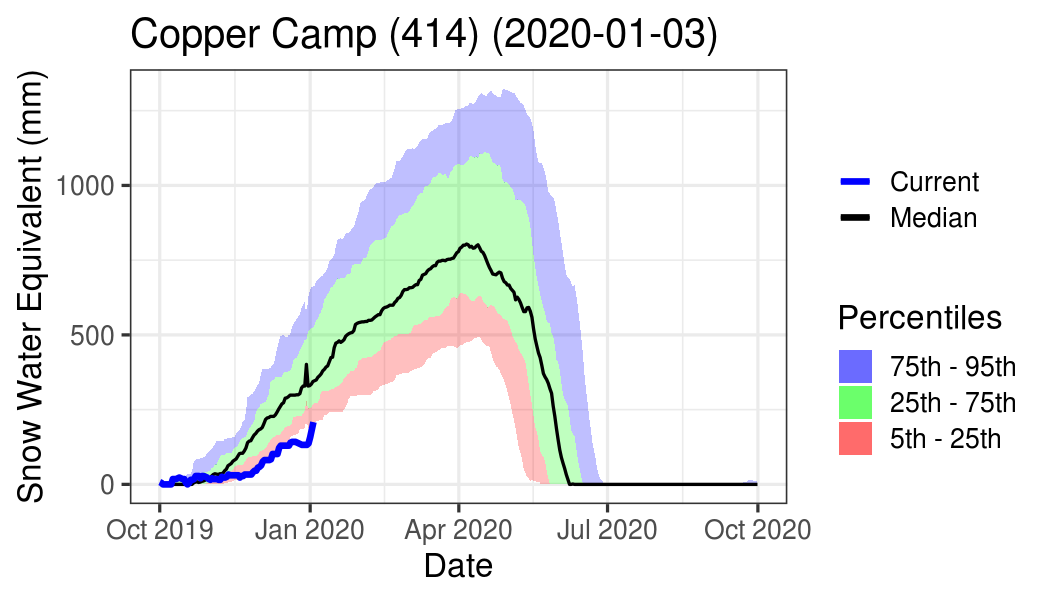 Copper Camp (414) (2020-01-03)
Snow Water Equivalent (mm)
1000
500
0
Oct 2019 Jan 2020 Apr 2020 Jul 2020 Oct 2020
Date
Current
Median
Percentiles
75th - 95th
25th - 75th
5th - 25th